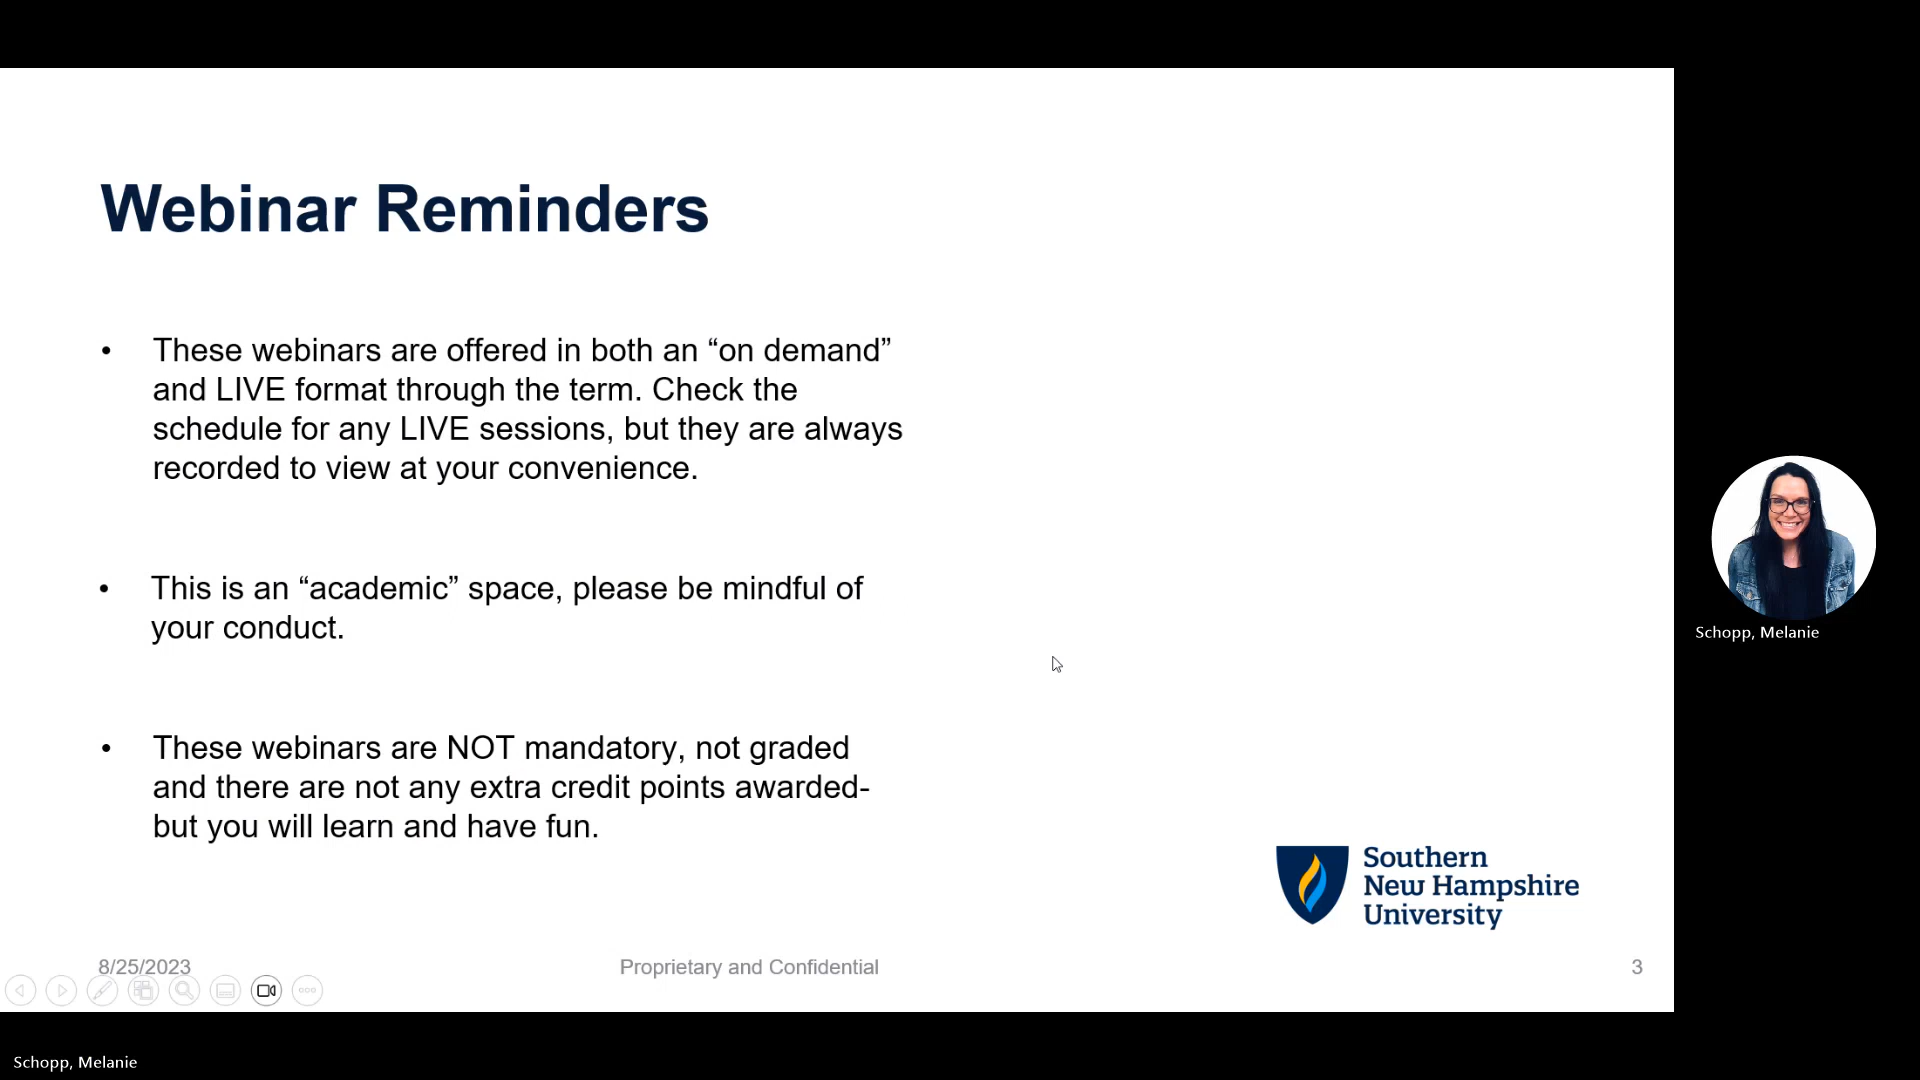 Webinar Reminders
• These webinars are offered in both an “on demand”
and LIVE format through the term. Check the
schedule for any LIVE sessions, but they are always
recorded to view at your convenience.
• This is an “academic” space, please be mindful of
your conduct.
• These webinars are NOT mandatory, not graded
and there are not any extra credit points awarded-
but you will learn and have fun.
Southern
New Hampshire
University
8/25/2023
Proprietary and Confidential
3
Schopp, Melanie
Schopp, Melanie